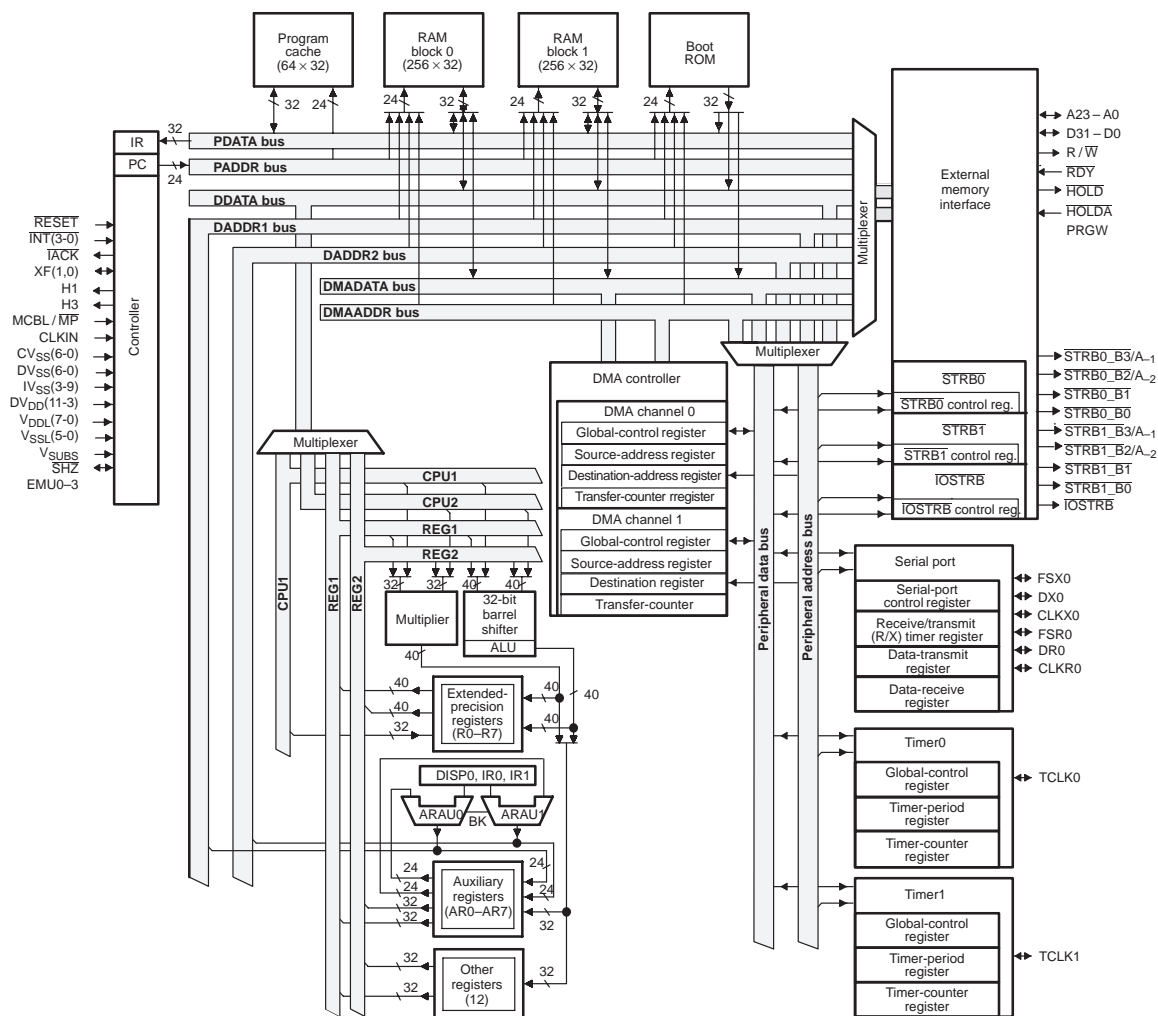 Program
cache
(64 × 32)
RAM
block 0
(256 × 32)
RAM
block 1
(256 × 32)
Boot
ROM
32
24
24
32
24
32
24
32
IR
PC
32
24
Controller
RESET
INT(3-0)
IACK
XF(1,0)
H1
H3
MCBL / MP
CLKIN
CVSS(6-0)
DVSS(6-0)
IVSS(3-9)
DVDD(11-3)
VDDL(7-0)
VSSL(5-0)
VSUBS
SHZ
EMU0–3
PDATA bus
PADDR bus
DDATA bus
DADDR1 bus
DADDR2 bus
DMADATA bus
DMAADDR bus
Multiplexer
External
memory
interface
A23 – A0
D31 – D0
R / W
RDY
HOLD
HOLDA
PRGW
STRB0
STRB0 control reg.
STRB1
STRB1 control reg.
IOSTRB
IOSTRB control reg.
STRB0_B3/A–1
STRB0_B2/A–2
STRB0_B1
STRB0_B0
STRB1_B3/A–1
STRB1_B2/A–2
STRB1_B1
STRB1_B0
IOSTRB
Multiplexer
DMA controller
DMA channel 0
Global-control register
Source-address register
Destination-address register
Transfer-counter rregister
DMA channel 1
Global-control register
Source-address register
Destination register
Transfer-counter
Peripheral data bus
Peripheral address bus
Multiplexer
CPU1
CPU2
REG1
REG2
CPU1
REG1
REG2
32
32
40
40
Multiplier
32-bit
barrel
shifter
ALU
40
40
40
40
32
Extended-
precision
registers
(R0–R7)
40
40
DISP0, IR0, IR1
ARAU0
BK
ARAU1
24
24
32
32
Auxiliary
registers
(AR0–AR7)
24
24
32
32
32
Other
registers
(12)
32
Serial port
Serial-port
control register
Receive/transmit
(R/X) timer register
Data-transmit
register
Data-receive
register
FSX0
DX0
CLKX0
FSR0
DR0
CLKR0
Timer0
Global-control
register
Timer-period
register
Timer-counter
register
TCLK0
Timer1
Global-control
register
Timer-period
register
Timer-counter
register
TCLK1